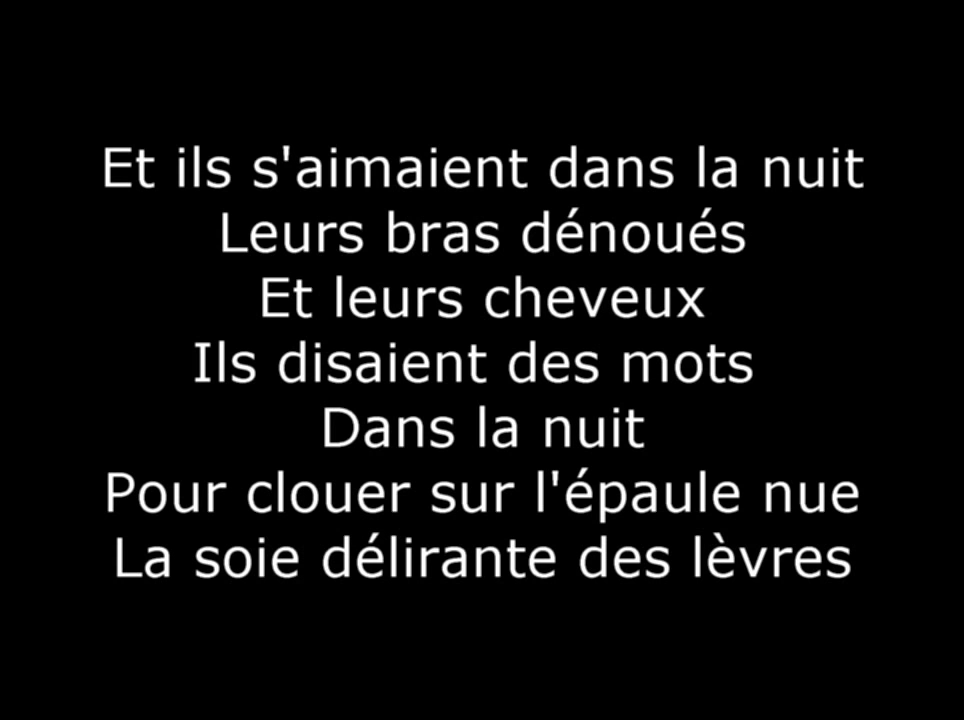 Et ils s'aimaient dans la nuit
Leurs bras dénoués
Et leurs cheveux
Ils disaient des mots
Dans la nuit
Pour clouer sur l'épaule nue
La soie délirante des lèvres